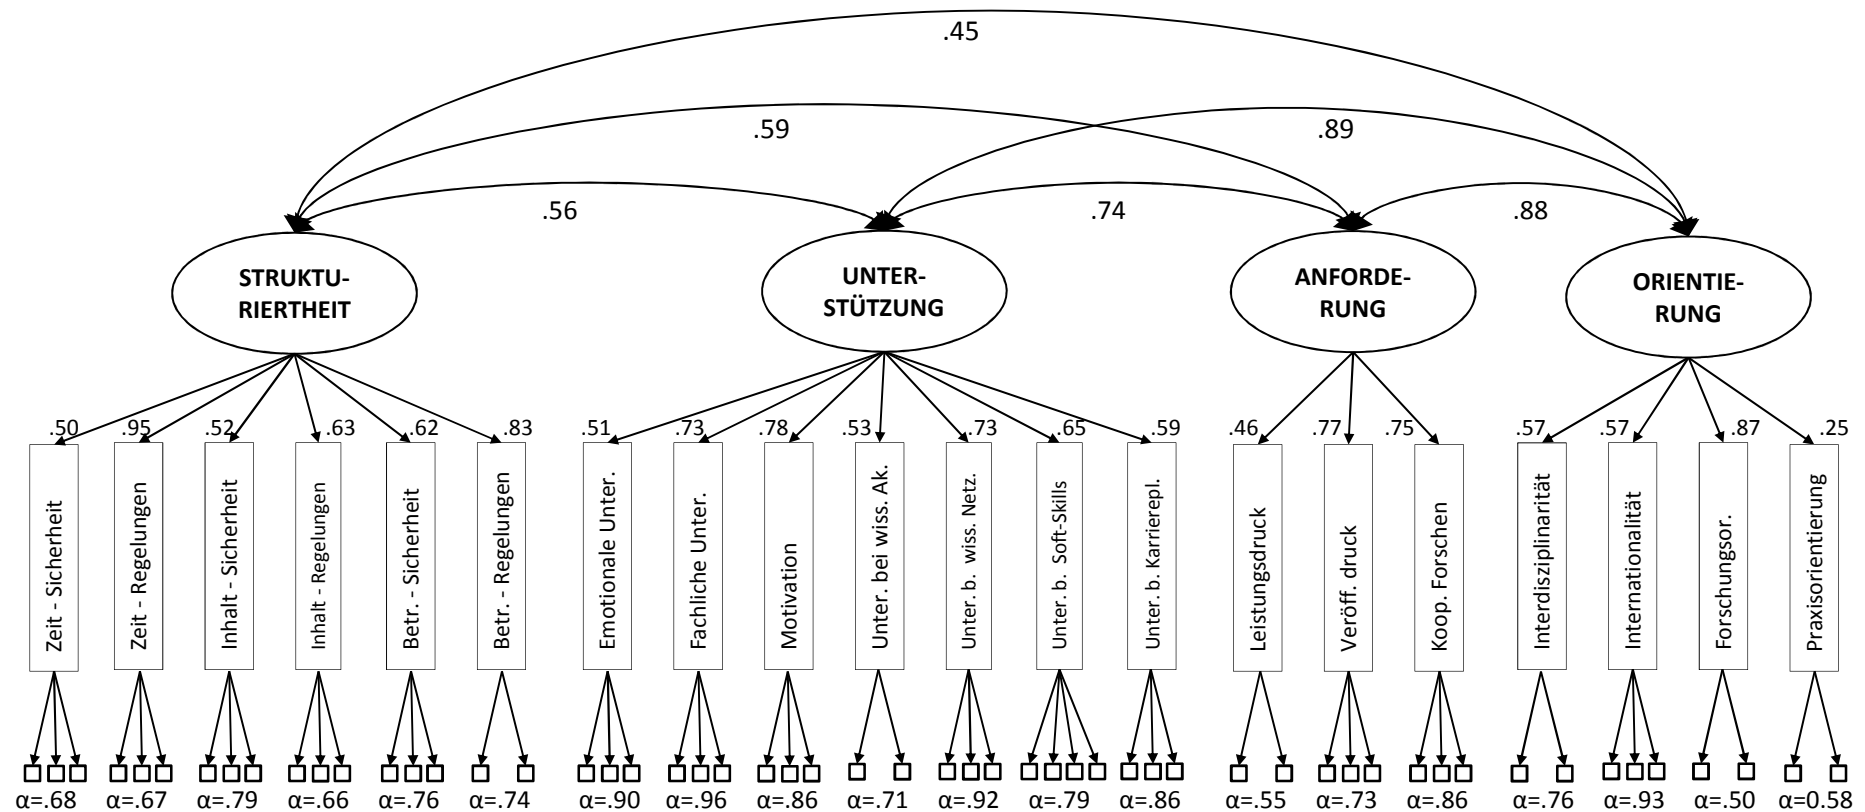 .45
.59
.89
.56
.74
.88
STRUKTU-
RIERTHEIT
UNTER-
STÜTZUNG
ANFORDE-
RUNG
ORIENTIE-
RUNG
.50
.95
.52
.63
.62
.83
.51
.73
.78
.53
.73
.65
.59
.46
.77
.75
.57
.57
.87
.25
Zeit - Sicherheit
Zeit - Regelungen
Inhalt - Sicherheit
Inhalt - Regelungen
Betr. - Sicherheit
Betr. - Regelungen
Emotionale Unter.
Fachliche Unter.
Motivation
Unter. bei wiss. Ak.
Unter. b. wiss. Netz.
Unter. b. Soft-Skills
Unter. b. Karrierepl.
Leistungsdruck
Veröff. druck
Koop. Forschen
Interdisziplinarität
Internationalität
Forschungsor.
Praxisorientierung
α=.68
α=.67
α=.79
α=.66
α=.76
α=.74
α=.90
α=.96
α=.86
α=.71
α=.92
α=.79
α=.86
α=.55
α=.73
α=.86
α=.76
α=.93
α=.50
α=0.58